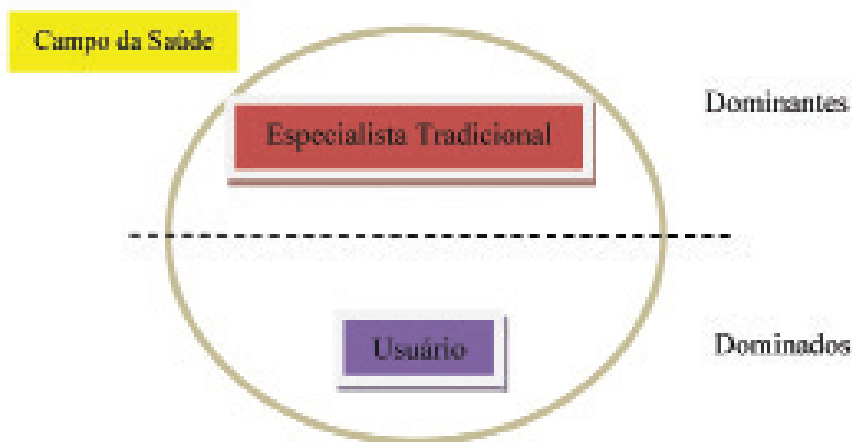 Campo da Saúde
Dominantes
Especialista Tradicional
Usuário
Dominados